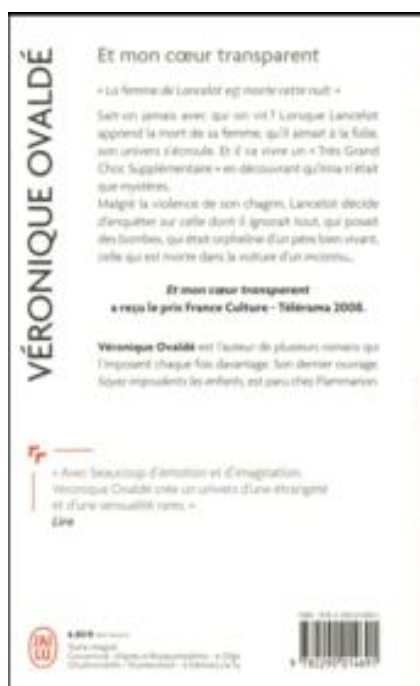 VÉRONIQUE OVALDÉ
Et mon cœur transparent
« La femme de Lancelot est morte cette nuit. »
Sait-on jamais avec qui on vit ? Lorsque Lancelot
apprend la mort de sa femme, qu'il aimait à la folie,
son univers s'écroule. Et il va vivre un « Très Grand
Choc Supplémentaire » en découvrant qu'Irina n'était
que mystères.
Malgré la violence de son chagrin, Lancelot décide
d'enquêter sur celle dont il ignorait tout, qui posait
des bombes, qui était orpheline d'un père bien vivant,
celle qui est morte dans la voiture d'un inconnu...
Et mon cœur transparent
a reçu le prix France Culture - Télérama 2008.
Véronique Ovaldé est l'auteur de plusieurs romans qui
l'imposent chaque fois davantage. Son dernier ouvrage,
Soyez imprudents les enfants, est paru chez Flammarion.
« Avec beaucoup d'émotion et d'imagination,
Véronique Ovaldé crée un univers d'une étrangeté
et d'une sensualité rares. »
Lire
J'AI
LU
Texte intégral
9 782290 014691